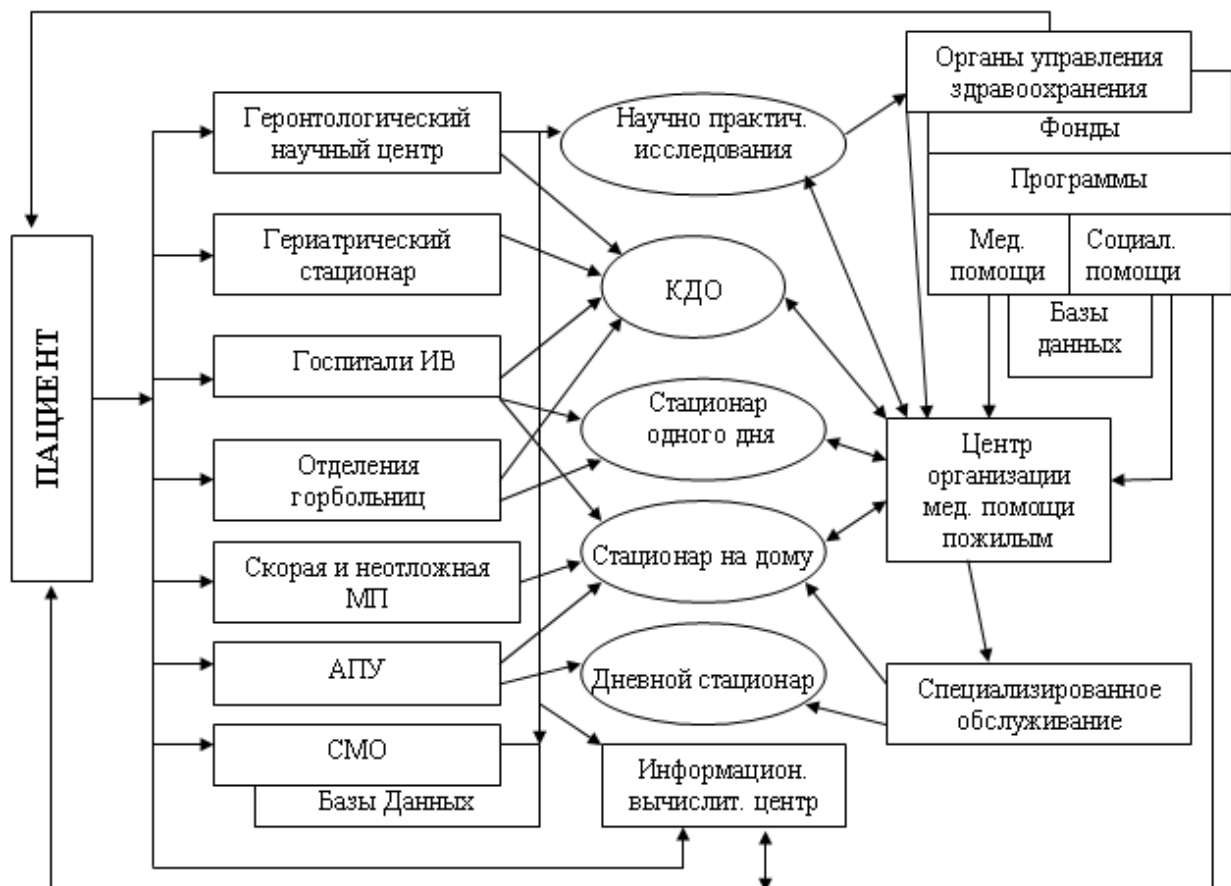 Органы управления
здравоохранения
Фонды
Программы
Мед.
помощи
Социал.
помощи
Базы
данных
Геронтологический
научный центр
Научно практич.
исследования
Гериатрический
стационар
КДО
ПАЦИЕНТ
Госпитали ИВ
Стационар
одного дня
Отделения
горбольниц
Центр
организации
мед. помощи
пожилым
Скорая и неотложная
МП
Стационар на дому
АПУ
Дневной стационар
Специализированное
обслуживание
СМО
Базы Данных
Информацион.
вычислит. центр